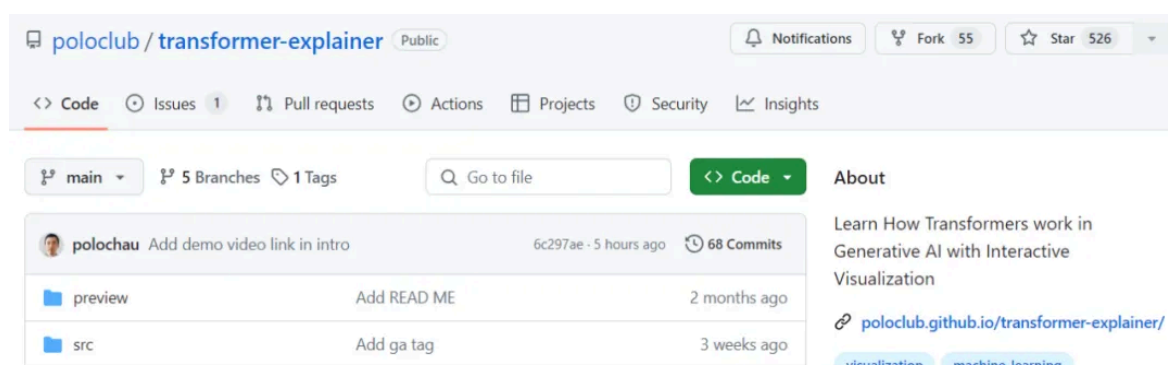 poloclub / transformer-explainer Public
Notifications Fork 55 Star 526
Code Issues 1 Pull requests Actions Projects Security Insights
main 5 Branches 1 Tags Go to file Code
polochau Add demo video link in intro 6c297ae · 5 hours ago 68 Commits
preview Add READ ME 2 months ago
src Add ga tag 3 weeks ago
About
Learn How Transformers work in
Generative AI with Interactive
Visualization
poloclub.github.io/transformer-explainer/
visualization machine-learning